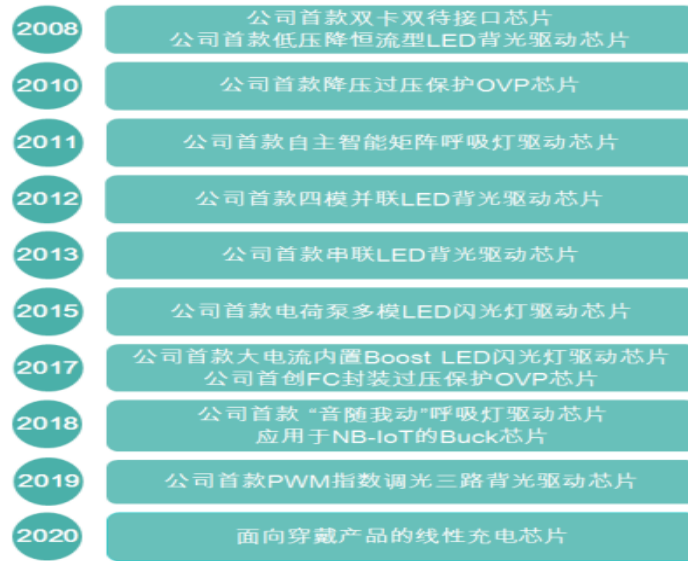 2008
公司首款双卡双待接口芯片
公司首款低压降恒流型LED背光驱动芯片
2010
公司首款降压过压保护OVP芯片
2011
公司首款自主智能矩阵呼吸灯驱动芯片
2012
公司首款四模并联LED背光驱动芯片
2013
公司首款串联LED背光驱动芯片
2015
公司首款电荷泵多模LED闪光灯驱动芯片
2017
公司首款大电流内置Boost LED闪光灯驱动芯片
公司首创FC封装过压保护OVP芯片
2018
公司首款 “音随我动”呼吸灯驱动芯片
应用于NB-IoT的Buck芯片
2019
公司首款PWM指数调光三路背光驱动芯片
2020
面向穿戴产品的线性充电芯片